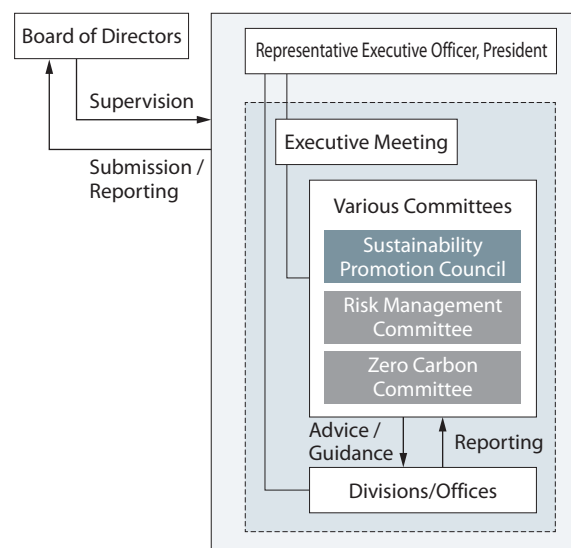 Board of Directors
Representative Executive Officer, President
Supervision
Submission /
Reporting
Executive Meeting
Various Committees
Sustainability
Promotion Council
Risk Management
Committee
Zero Carbon
Committee
Advice /
Guidance
Reporting
Divisions/Offices